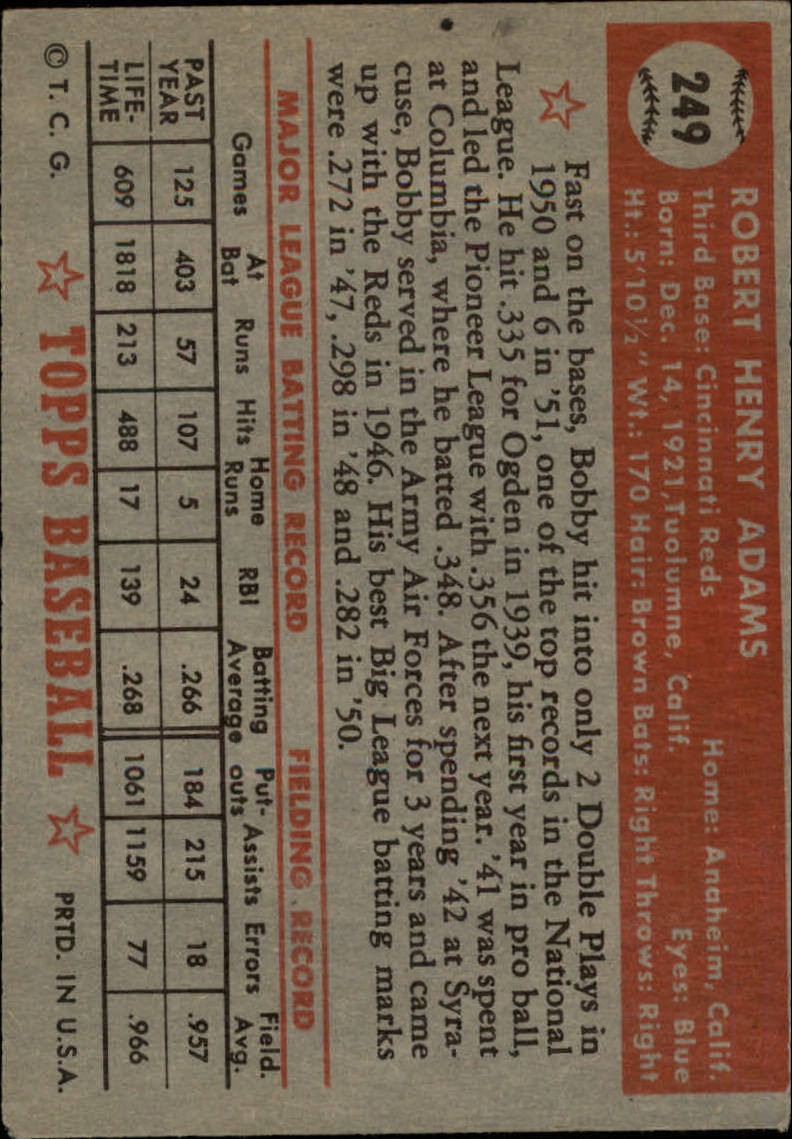 249
ROBERT HENRY ADAMS
Third Base: Cincinnati Reds Home: Anaheim, Calif.
Born: Dec. 14, 1921, Tuolumne, Calif. Eyes: Blue
Ht.: 5'10½" Wt.: 170 Hair: Brown Bats: Right Throws: Right
Fast on the bases, Bobby hit into only 2 Double Plays in
1950 and 6 in '51, one of the top records in the National
League. He hit .335 for Ogden in 1939, his first year in pro ball,
and led the Pioneer League with .356 the next year. '41 was spent
at Columbia, where he batted .348. After spending '42 at Syra-
cuse, Bobby served in the Army Air Forces for 3 years and came
up with the Reds in 1946. His best Big League batting marks
were .272 in '47, .298 in '48 and .282 in '50.
MAJOR LEAGUE BATTING RECORD FIELDING RECORD
Games At Bat Runs Hits Home Runs RBI Batting Average Put-outs Assists Errors Field. Avg.
PAST YEAR 125 403 57 107 5 24 .266 184 215 18 .957
LIFE-TIME 609 1818 213 488 17 139 .268 1061 1159 77 .966
© T. C. G. TOPPS BASEBALL PRTD. IN U.S.A.